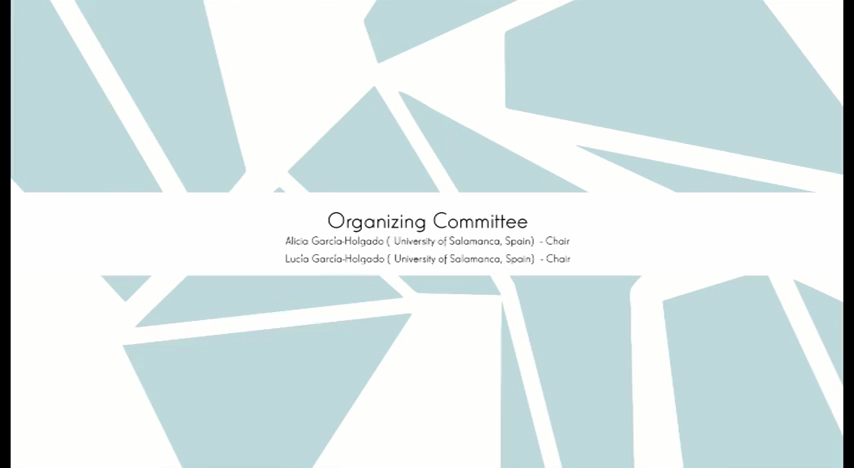 Organizing Committee
Alicia García-Holgado ( University of Salamanca, Spain) - Chair
Lucía García-Holgado ( University of Salamanca, Spain) - Chair